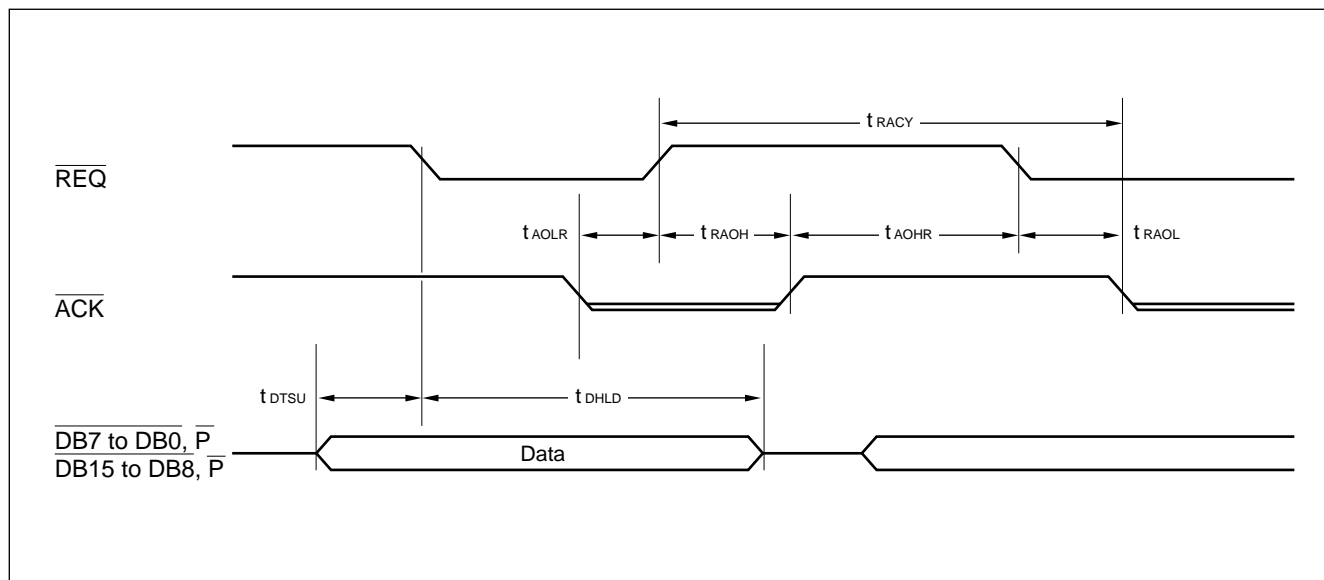 t RACY
REQ
t AOLR
t RAOH
t AOHR
t RAOL
ACK
t DTSU
t DHLD
DB7 to DB0, P
Data
DB15 to DB8, P